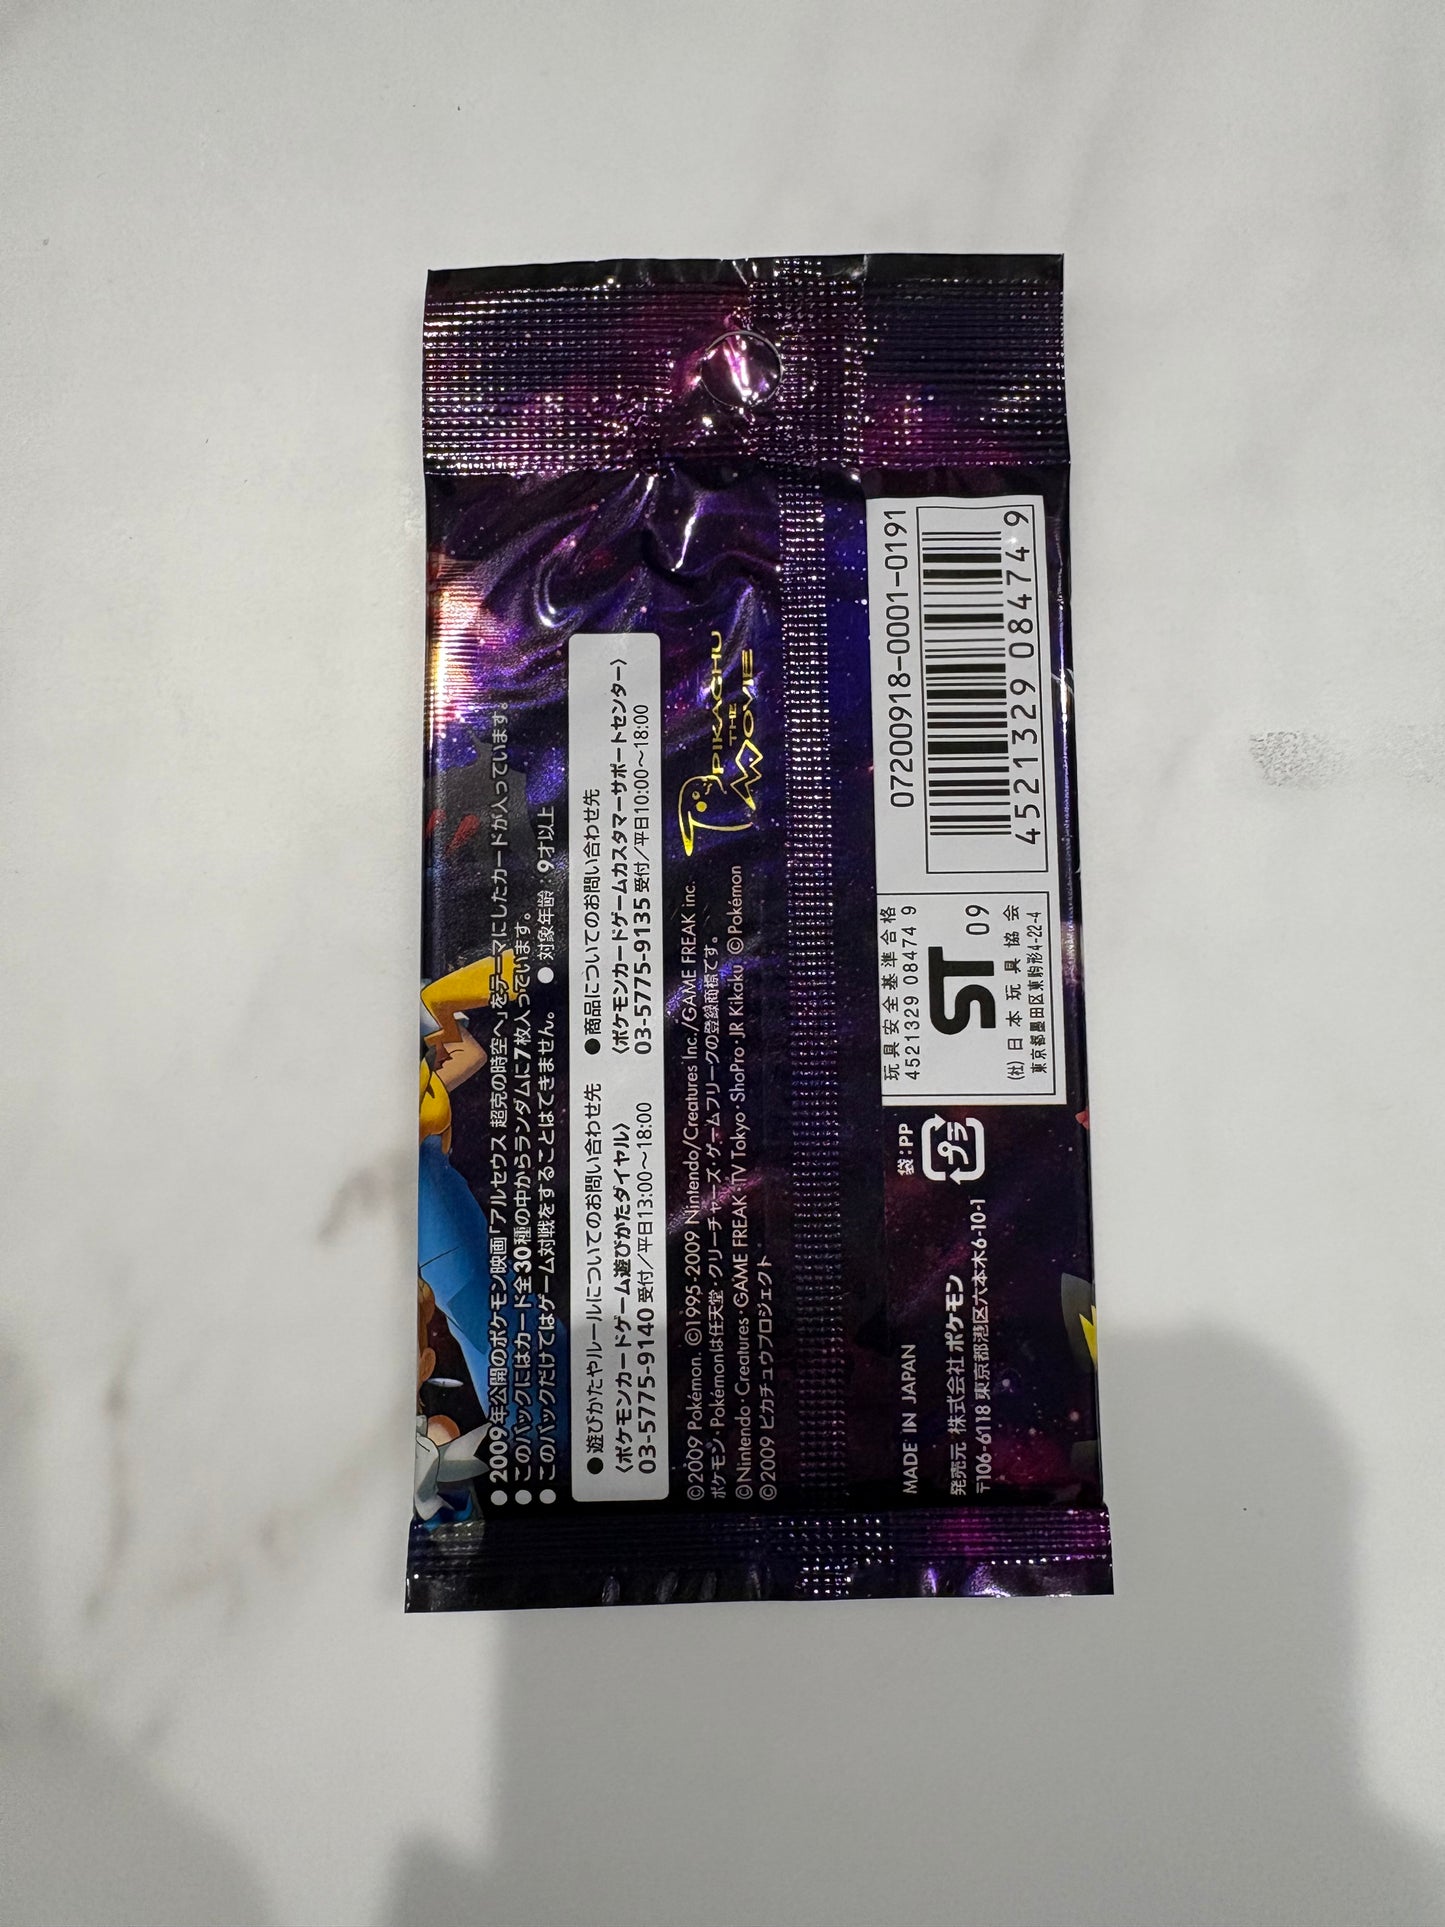 ●2009年公開のポケモン映画「アルセウス 超克の時空へ」をテーマにしたカードが入っています。
●このパックにはカード全30種の中からランダムに7枚入っています。
●このパックだけではゲーム対戦をすることはできません。 ●対象年齢：9才以上
●遊びかたやルールについてのお問い合わせ先
〈ポケモンカードゲーム遊びかたダイヤル〉
03-5775-9140 受付／平日13:00〜18:00
●商品についてのお問い合わせ先
〈ポケモンカードゲームカスタマーサポートセンター〉
03-5775-9135 受付／平日10:00〜18:00
©2009 Pokémon. ©1995-2009 Nintendo/Creatures Inc./GAME FREAK inc.
ポケモン・Pokémonは任天堂・クリーチャーズ・ゲームフリークの登録商標です。
©Nintendo・Creatures・GAME FREAK・TV Tokyo・ShoPro・JR Kikaku ©Pokémon
©2009 ピカチュウプロジェクト
PIKACHU
THE
MOVIE
MADE IN JAPAN
発売元 株式会社ポケモン
〒106-6118 東京都港区六本木6-10-1
袋：PP
プラ
玩具安全基準合格
4521329 08474 9
ST 09
(社)日本玩具協会
東京都墨田区東駒形4-22-4
07200918-0001-0191
4521329 084749